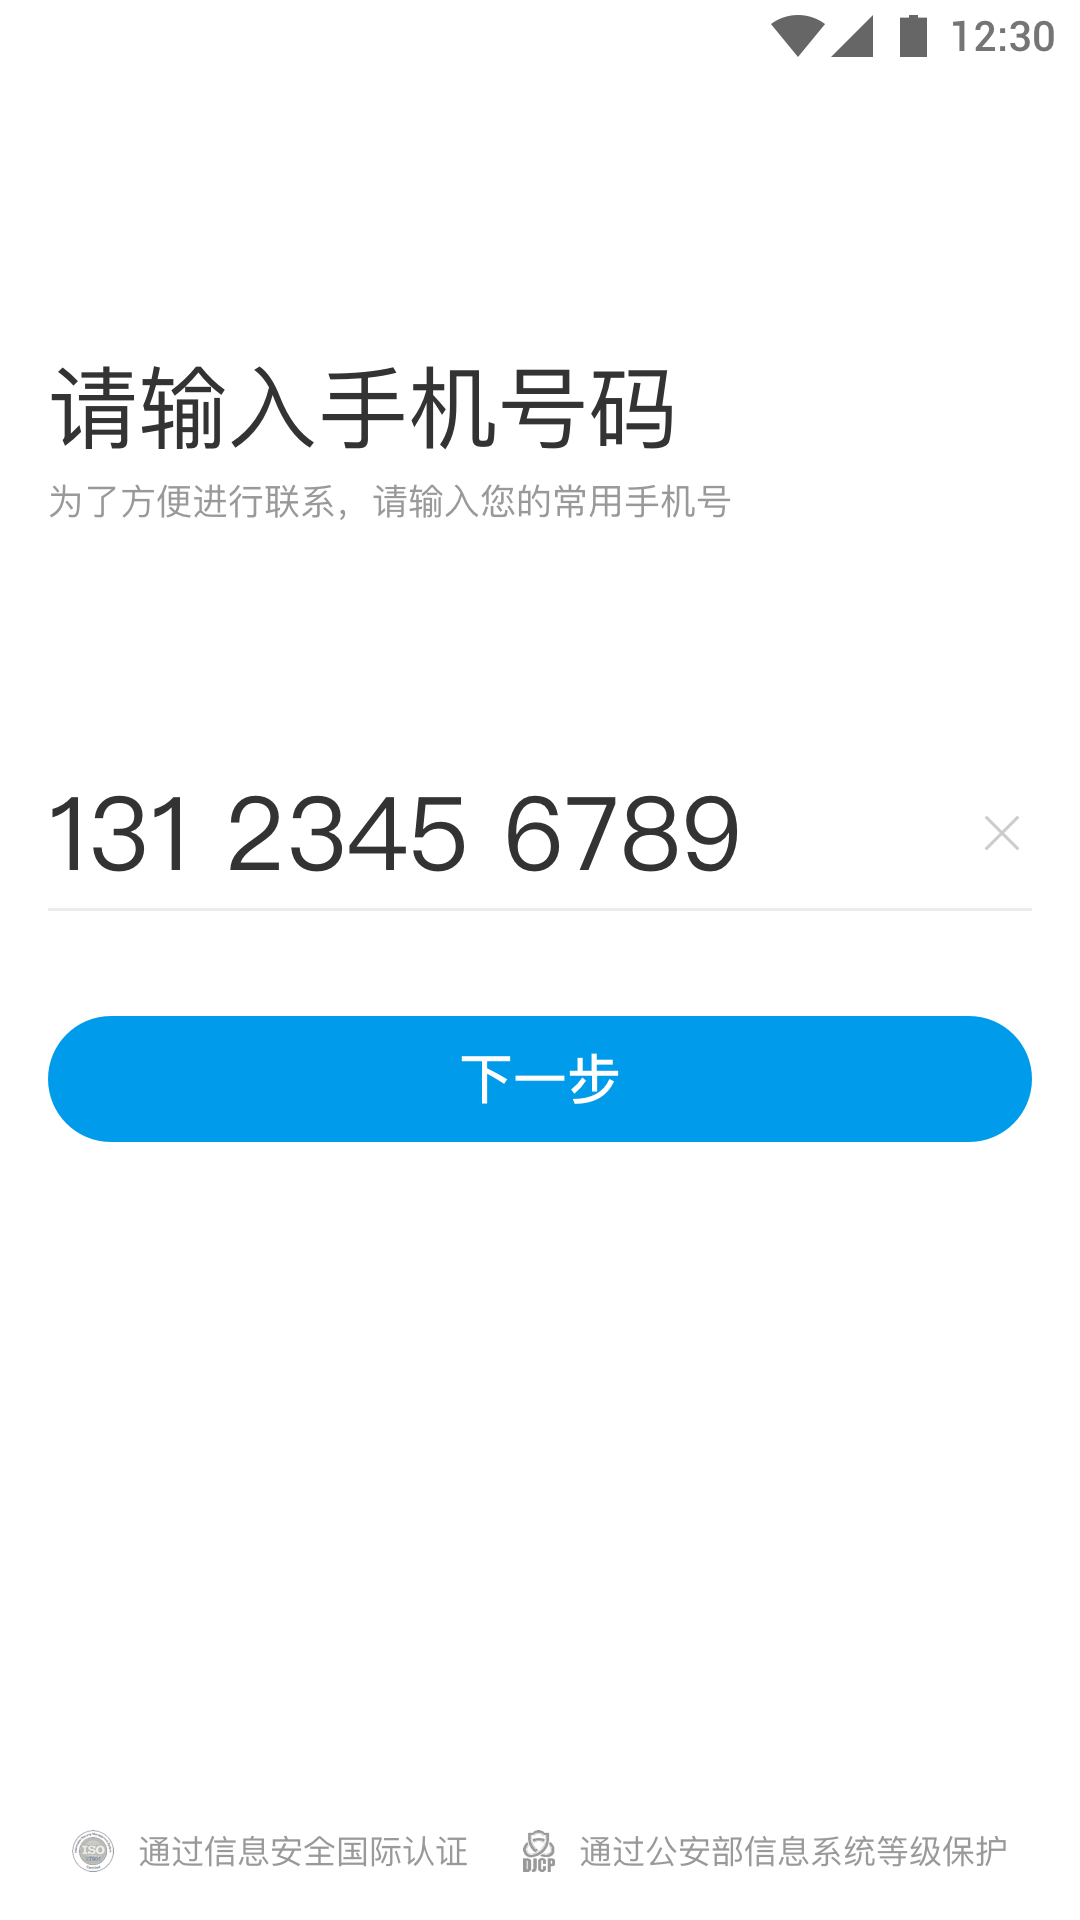 12:30
请输入手机号码
为了方便进行联系，请输入您的常用手机号
131 2345 6789
下一步
ISO 通过信息安全国际认证
DJCP 通过公安部信息系统等级保护